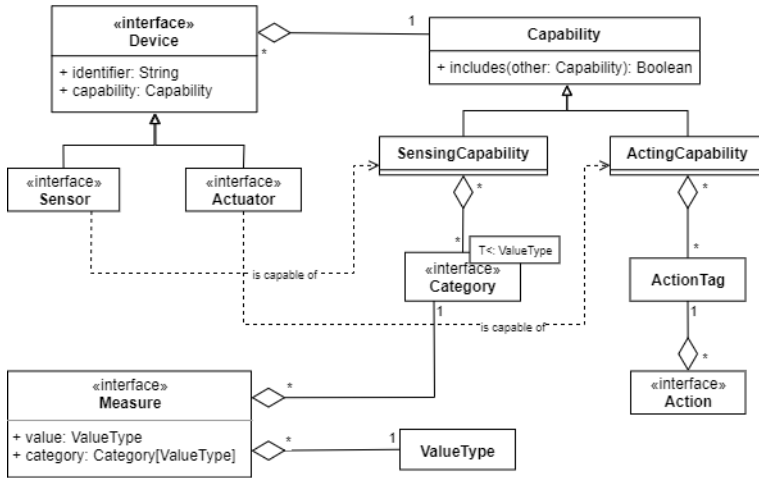 «interface»
Device
+ identifier: String
+ capability: Capability
*
1
Capability
+ includes(other: Capability): Boolean
«interface»
Sensor
«interface»
Actuator
SensingCapability
ActingCapability
*
*
is capable of
*
T<: ValueType
«interface»
Category
1
*
ActionTag
1
is capable of
*
«interface»
Action
«interface»
Measure
+ value: ValueType
+ category: Category[ValueType]
*
*
1
ValueType